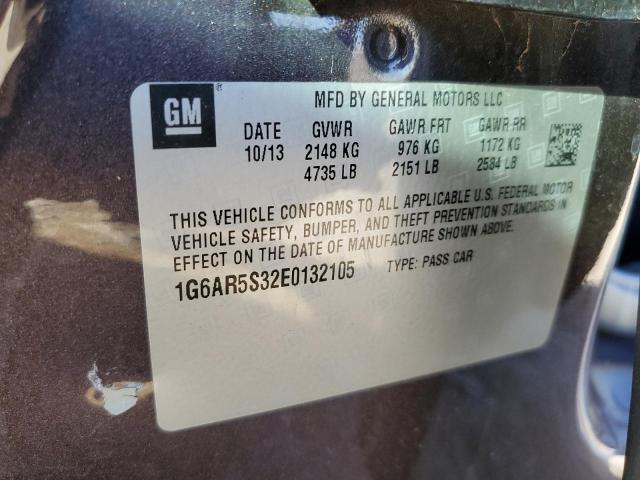 GM
MFD BY GENERAL MOTORS LLC
DATE GVWR GAWR FRT GAWR RR
10/13 2148 KG 976 KG 1172 KG
4735 LB 2151 LB 2584 LB
THIS VEHICLE CONFORMS TO ALL APPLICABLE U.S. FEDERAL MOTOR
VEHICLE SAFETY, BUMPER, AND THEFT PREVENTION STANDARDS IN
EFFECT ON THE DATE OF MANUFACTURE SHOWN ABOVE.
1G6AR5S32E0132105 TYPE: PASS CAR